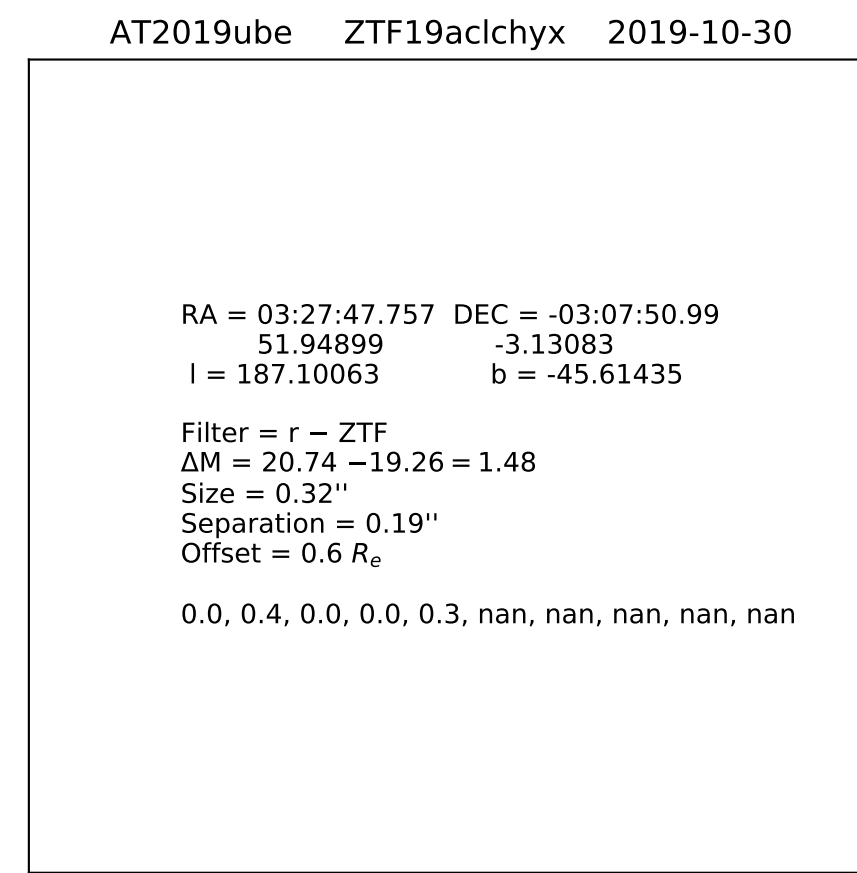 AT2019ube ZTF19aclchyx 2019-10-30
RA = 03:27:47.757 DEC = -03:07:50.99
51.94899 -3.13083
l = 187.10063 b = -45.61435
Filter = r − ZTF
ΔM = 20.74 −19.26 = 1.48
Size = 0.32''
Separation = 0.19''
Offset = 0.6 Re
0.0, 0.4, 0.0, 0.0, 0.3, nan, nan, nan, nan, nan